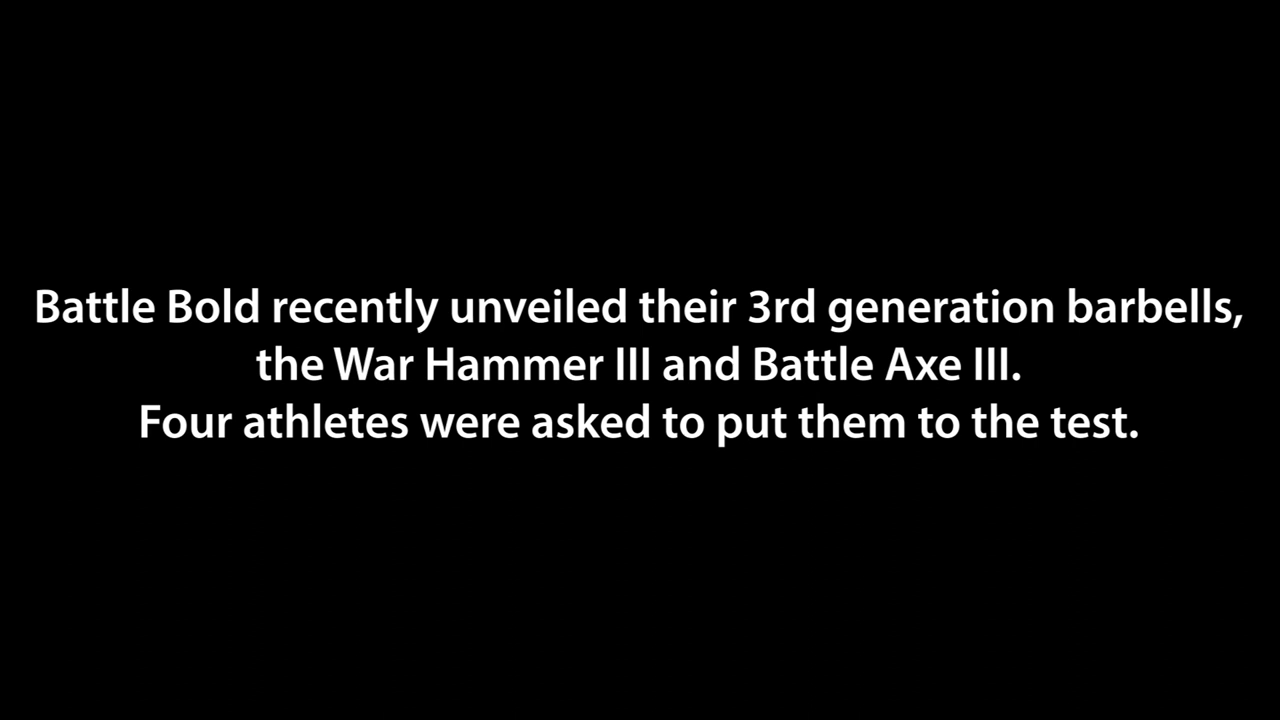 Battle Bold recently unveiled their 3rd generation barbells,
the War Hammer III and Battle Axe III.
Four athletes were asked to put them to the test.